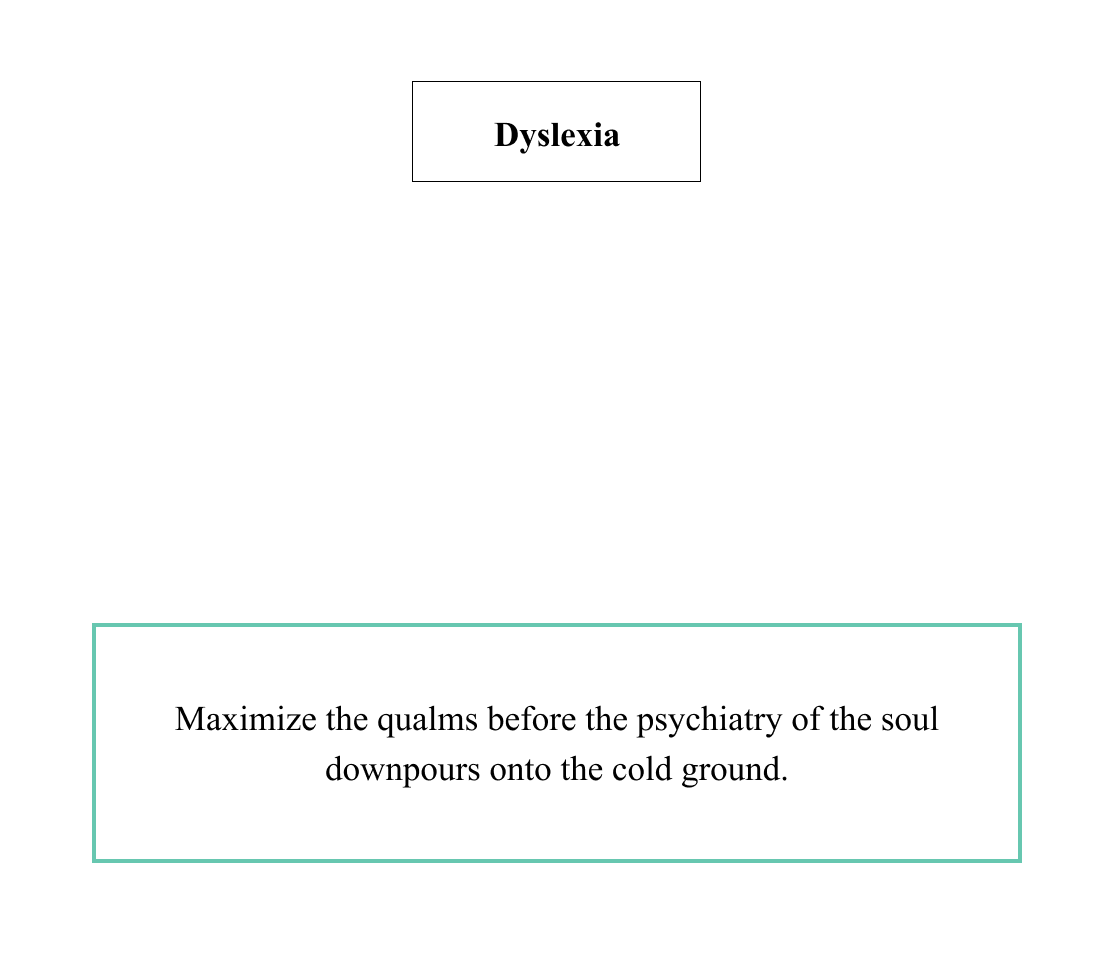 Dyslexia
Maximize the qualms before the psychiatry of the soul
downpours onto the cold ground.